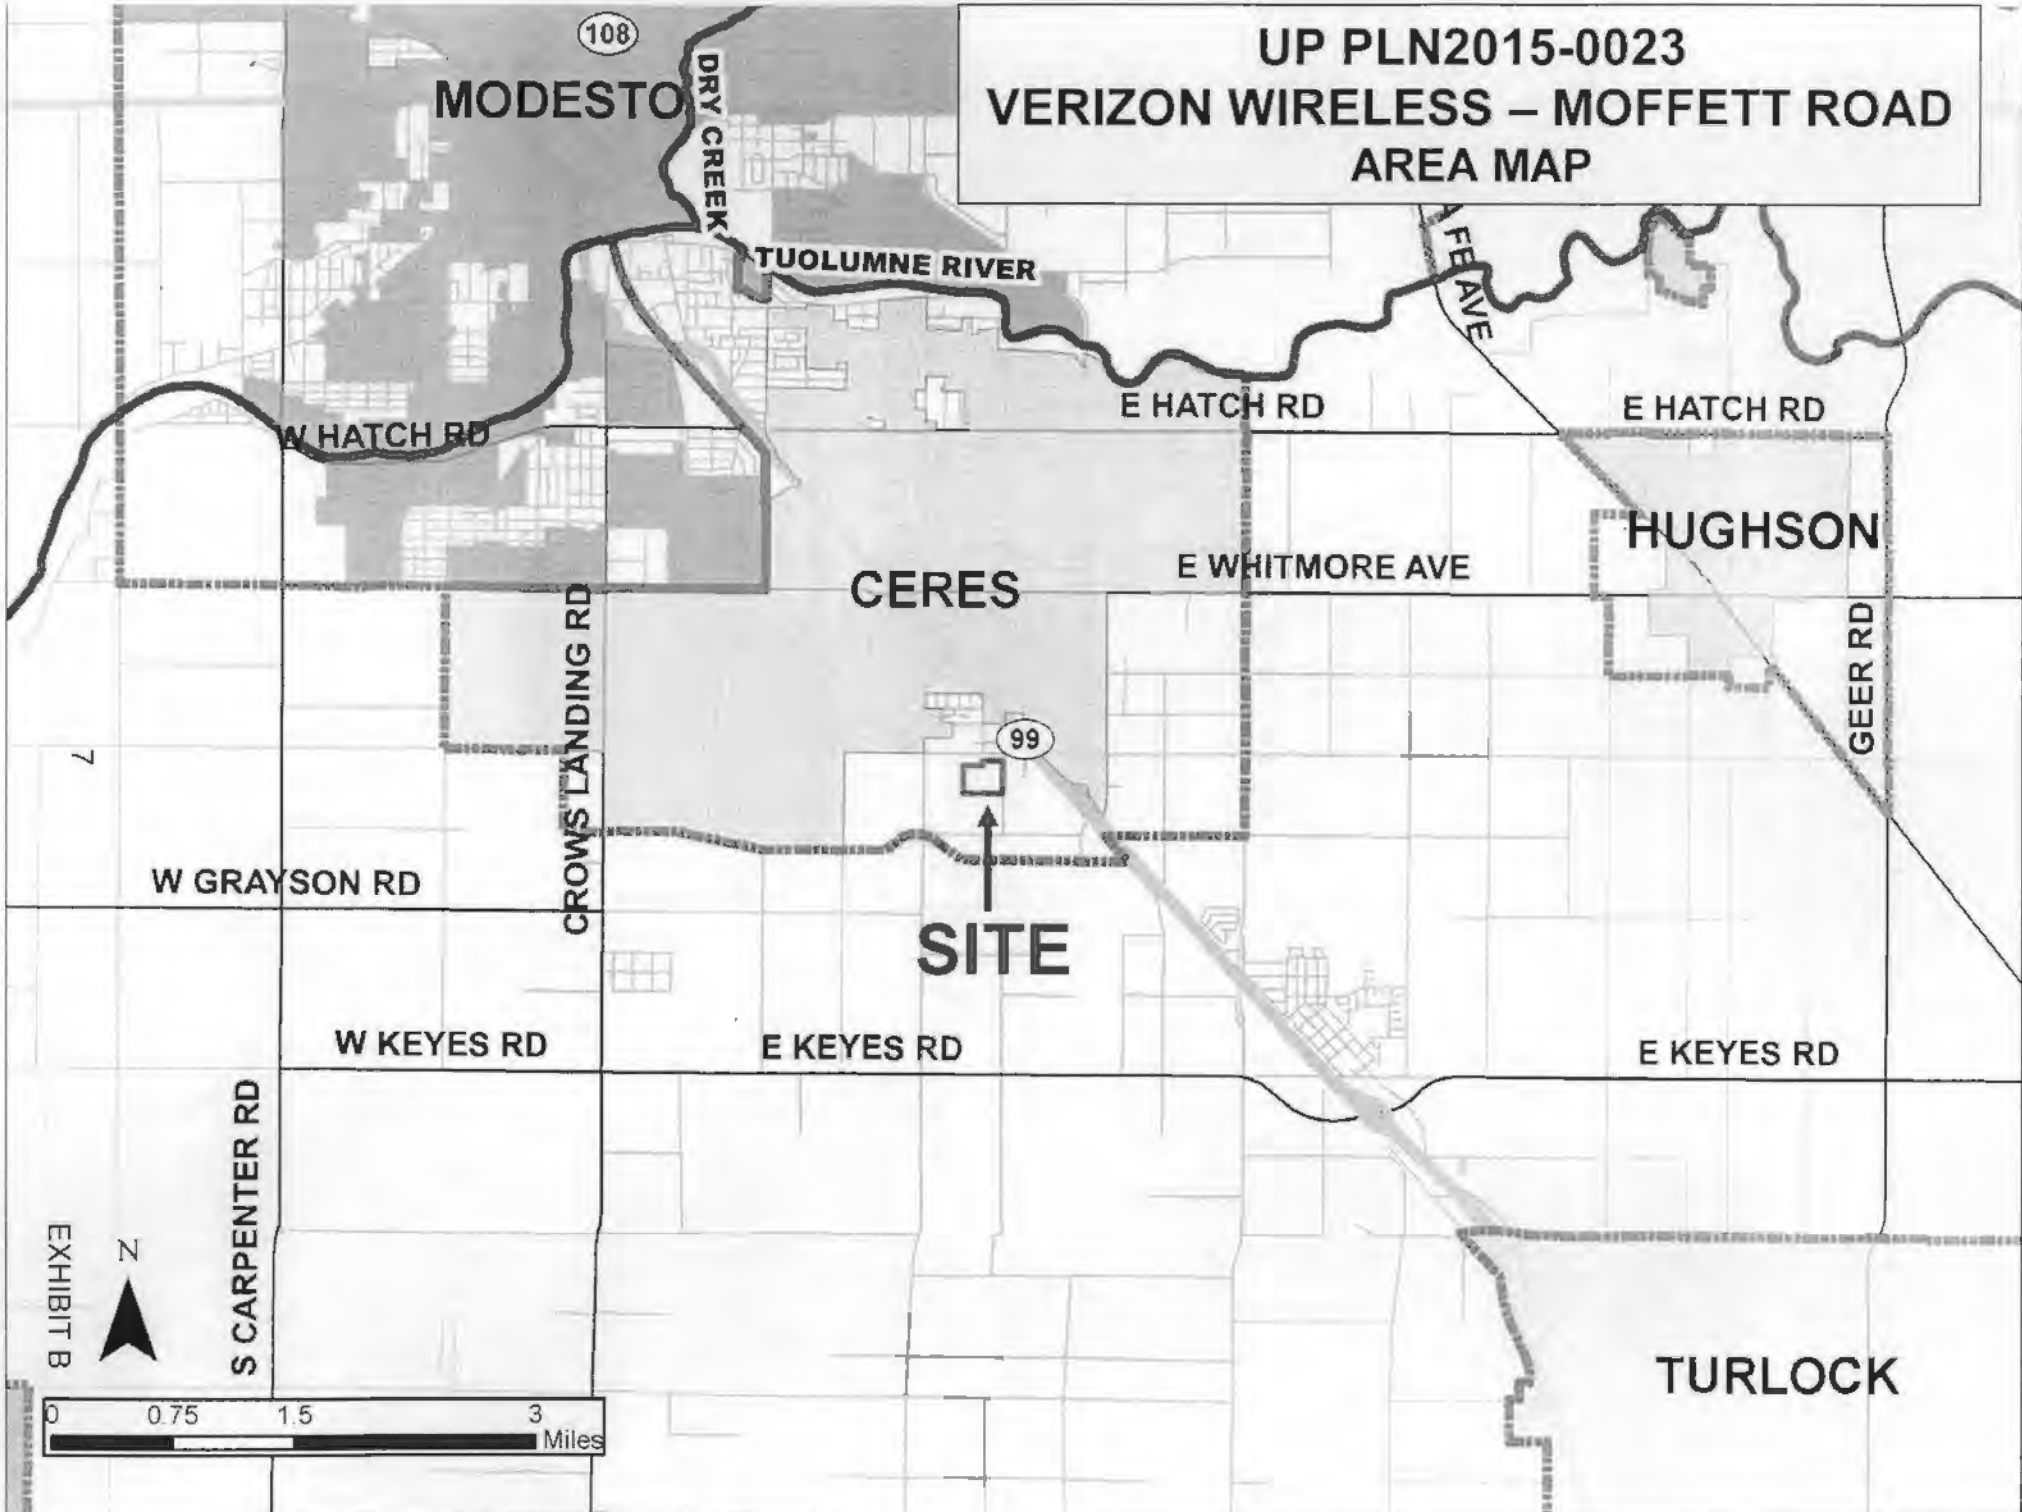 UP PLN2015-0023
VERIZON WIRELESS – MOFFETT ROAD
AREA MAP
108
MODESTO
DRY CREEK
TUOLUMNE RIVER
FE AVE
E HATCH RD
E HATCH RD
W HATCH RD
HUGHSON
E WHITMORE AVE
CERES
CROWS LANDING RD
GEER RD
99
7
W GRAYSON RD
SITE
W KEYES RD
E KEYES RD
E KEYES RD
S CARPENTER RD
EXHIBIT B
N
TURLOCK
0 0.75 1.5 3
Miles